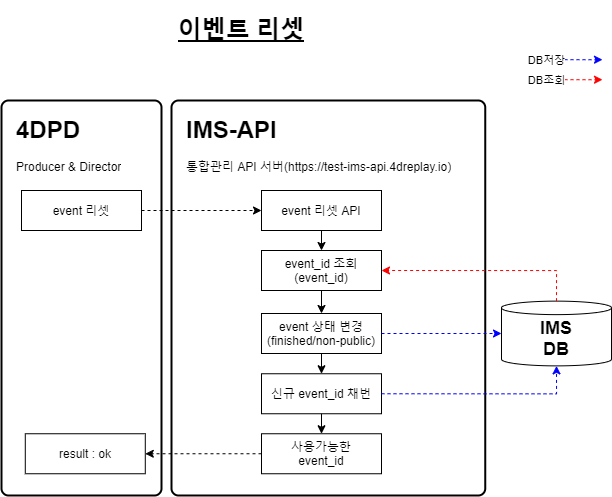 이벤트 리셋
DB저장
DB조회
4DPD
Producer & Director
IMS-API
통합관리 API 서버(https://test-ims-api.4dreplay.io)
event 리셋
event 리셋 API
event_id 조회
(event_id)
event 상태 변경
(finished/non-public)
IMS
DB
신규 event_id 채번
사용가능한
event_id
result : ok